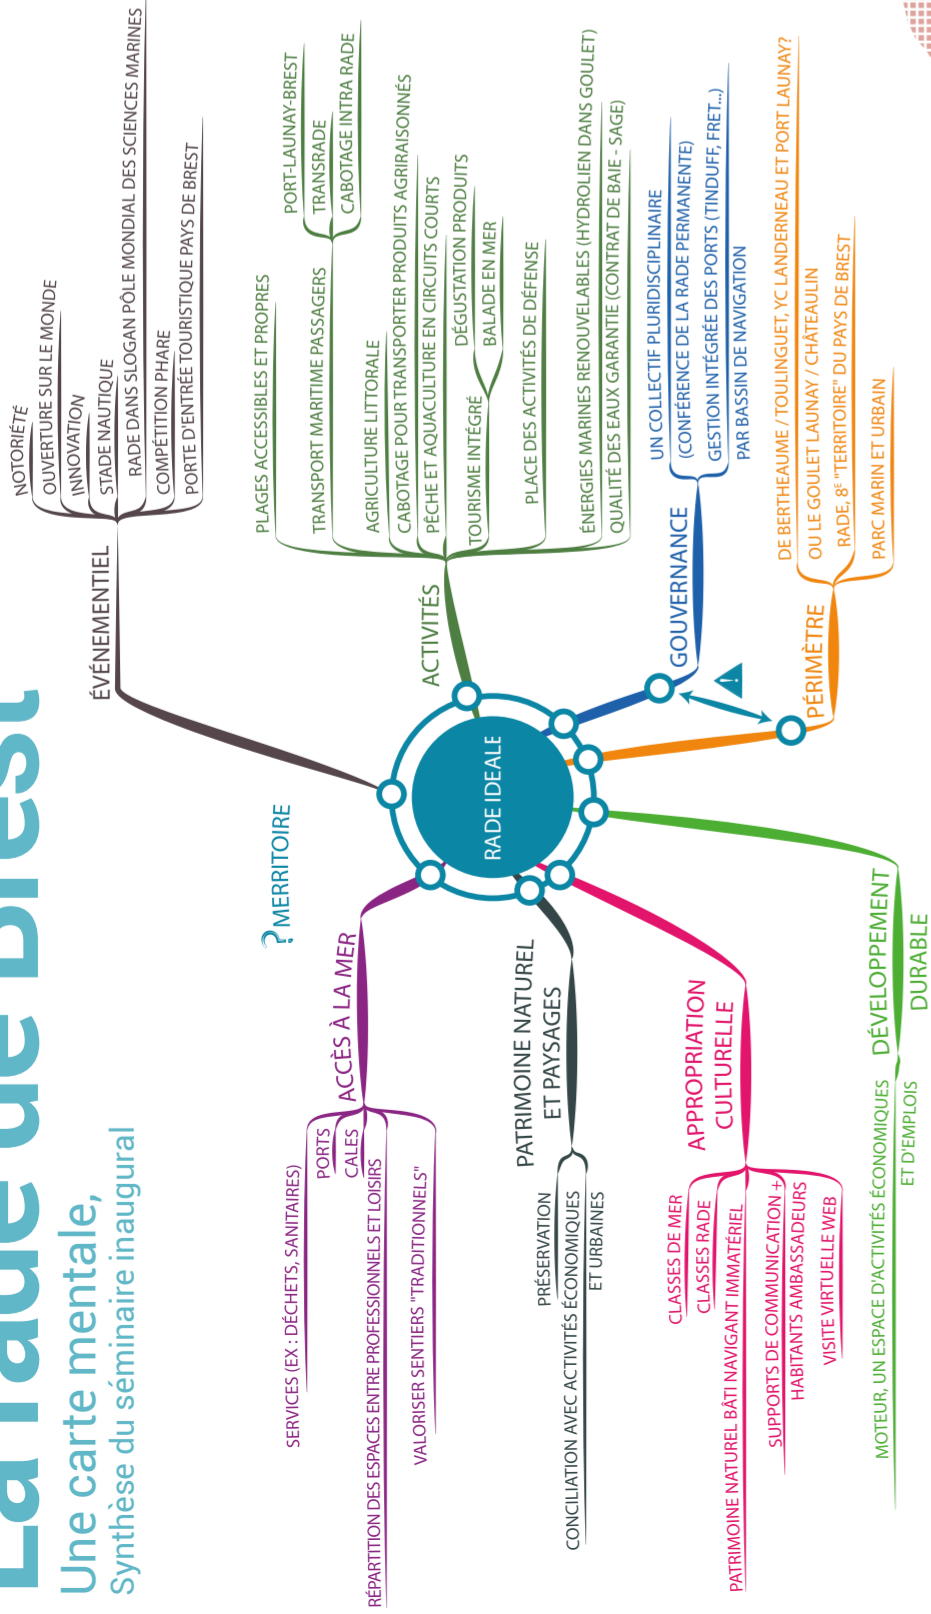 La rade de Brest
Une carte mentale,
Synthèse du séminaire inaugural
RADE IDEALE
? MERRITOIRE
ÉVÉNEMENTIEL
NOTORIÉTÉ
OUVERTURE SUR LE MONDE
INNOVATION
STADE NAUTIQUE
RADE DANS SLOGAN PÔLE MONDIAL DES SCIENCES MARINES
COMPÉTITION PHARE
PORTE D'ENTRÉE TOURISTIQUE PAYS DE BREST
ACTIVITÉS
PLAGES ACCESSIBLES ET PROPRES
TRANSPORT MARITIME PASSAGERS
PORT-LAUNAY-BREST
TRANSRADE
CABOTAGE INTRA RADE
AGRICULTURE LITTORALE
CABOTAGE POUR TRANSPORTER PRODUITS AGRIRAISONNÉS
PÊCHE ET AQUACULTURE EN CIRCUITS COURTS
TOURISME INTÉGRÉ
DÉGUSTATION PRODUITS
BALADE EN MER
PLACE DES ACTIVITÉS DE DÉFENSE
ÉNERGIES MARINES RENOUVELABLES (HYDROLIEN DANS GOULET)
QUALITÉ DES EAUX GARANTIE (CONTRAT DE BAIE - SAGE)
GOUVERNANCE
UN COLLECTIF PLURIDISCIPLINAIRE
(CONFÉRENCE DE LA RADE PERMANENTE)
GESTION INTÉGRÉE DES PORTS (TINDUFF, FRET...)
PAR BASSIN DE NAVIGATION
!
PÉRIMÈTRE
DE BERTHEAUME / TOULINGUET, YC LANDERNEAU ET PORT LAUNAY?
OU LE GOULET LAUNAY / CHÂTEAULIN
RADE, 8E "TERRITOIRE" DU PAYS DE BREST
PARC MARIN ET URBAIN
ACCÈS À LA MER
SERVICES (EX : DÉCHETS, SANITAIRES)
PORTS
CALES
RÉPARTITION DES ESPACES ENTRE PROFESSIONNELS ET LOISIRS
VALORISER SENTIERS "TRADITIONNELS"
PATRIMOINE NATUREL
ET PAYSAGES
PRÉSERVATION
CONCILIATION AVEC ACTIVITÉS ÉCONOMIQUES
ET URBAINES
APPROPRIATION
CULTURELLE
CLASSES DE MER
CLASSES RADE
PATRIMOINE NATUREL BÂTI NAVIGANT IMMATÉRIEL
SUPPORTS DE COMMUNICATION +
HABITANTS AMBASSADEURS
VISITE VIRTUELLE WEB
DÉVELOPPEMENT
DURABLE
MOTEUR, UN ESPACE D'ACTIVITÉS ÉCONOMIQUES
ET D'EMPLOIS